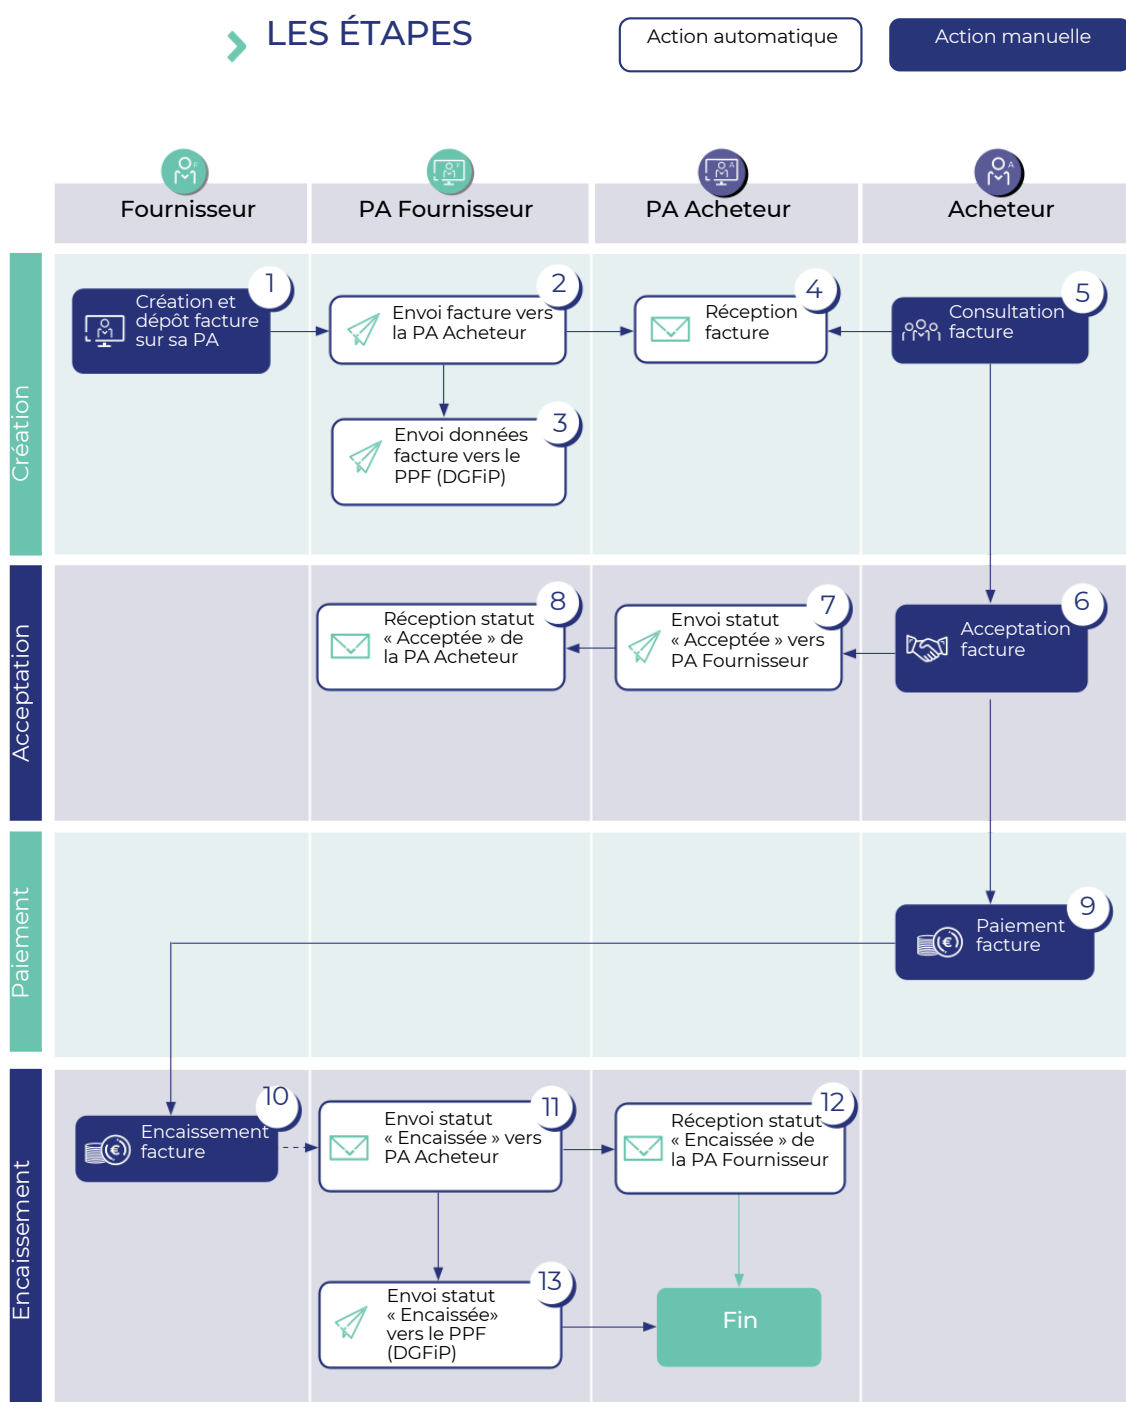 LES ÉTAPES
Action automatique
Action manuelle
Fournisseur
PA Fournisseur
PA Acheteur
Acheteur
Création
1
Création et
dépôt facture
sur sa PA
2
Envoi facture vers
la PA Acheteur
4
Réception
facture
5
Consultation
facture
3
Envoi données
facture vers le
PPF (DGFiP)
Acceptation
8
Réception statut
« Acceptée » de
la PA Acheteur
7
Envoi statut
« Acceptée » vers
PA Fournisseur
6
Acceptation
facture
Paiement
9
Paiement
facture
Encaissement
10
Encaissement
facture
11
Envoi statut
« Encaissée » vers
PA Acheteur
12
Réception statut
« Encaissée » de
la PA Fournisseur
13
Envoi statut
« Encaissée»
vers le PPF
(DGFiP)
Fin